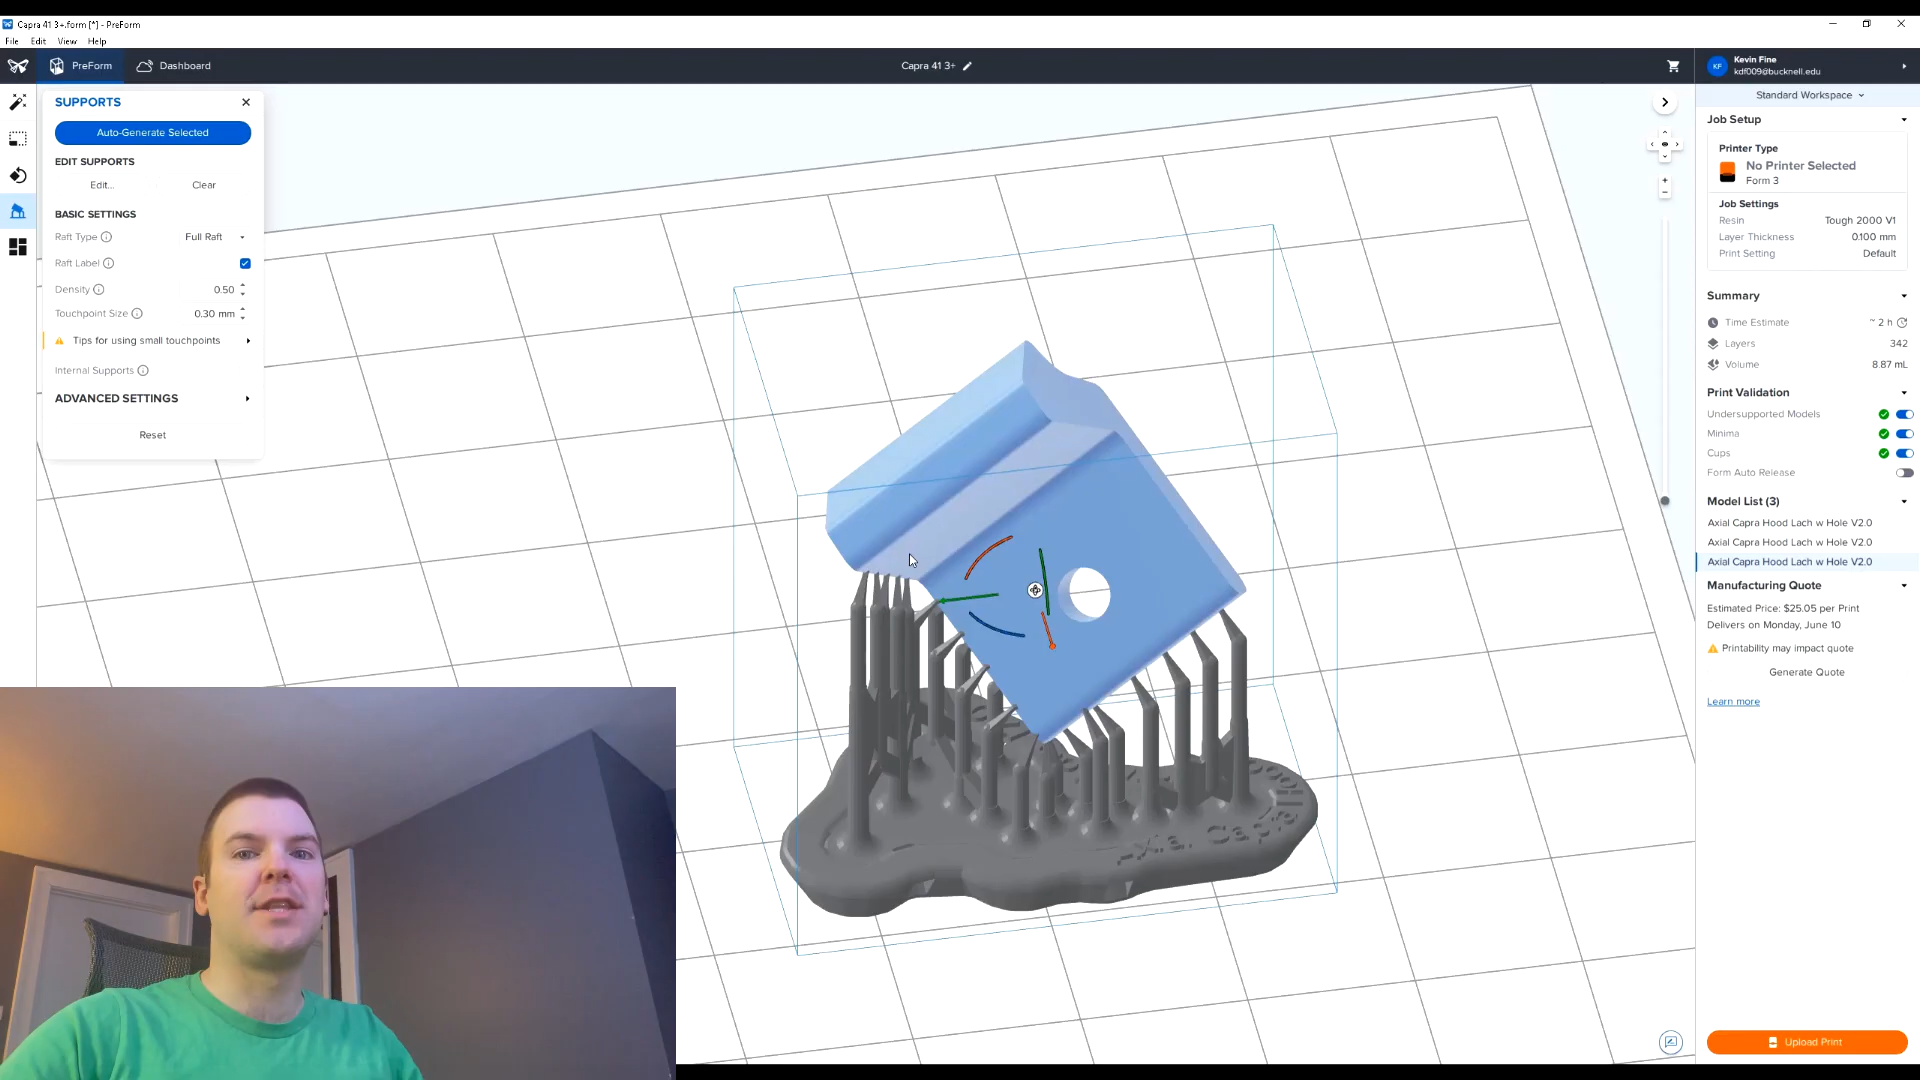 Capra 41 3+.form [*] - PreForm
File Edit View Help
PreForm
Dashboard
Capra 41 3+
KF
Kevin Fine
kdf009@bucknell.edu
SUPPORTS
Auto-Generate Selected
EDIT SUPPORTS
Edit...
Clear
BASIC SETTINGS
Raft Type
Full Raft
Raft Label
Density
0.50
Touchpoint Size
0.30 mm
Tips for using small touchpoints
Internal Supports
ADVANCED SETTINGS
Reset
Standard Workspace
Job Setup
Printer Type
No Printer Selected
Form 3
Job Settings
Resin Tough 2000 V1
Layer Thickness 0.100 mm
Print Setting Default
Summary
Time Estimate ~ 2 h
Layers 342
Volume 8.87 mL
Print Validation
Undersupported Models
Minima
Cups
Form Auto Release
Model List (3)
Axial Capra Hood Lach w Hole V2.0
Axial Capra Hood Lach w Hole V2.0
Axial Capra Hood Lach w Hole V2.0
Manufacturing Quote
Estimated Price: $25.05 per Print
Delivers on Monday, June 10
Printability may impact quote
Generate Quote
Learn more
Upload Print